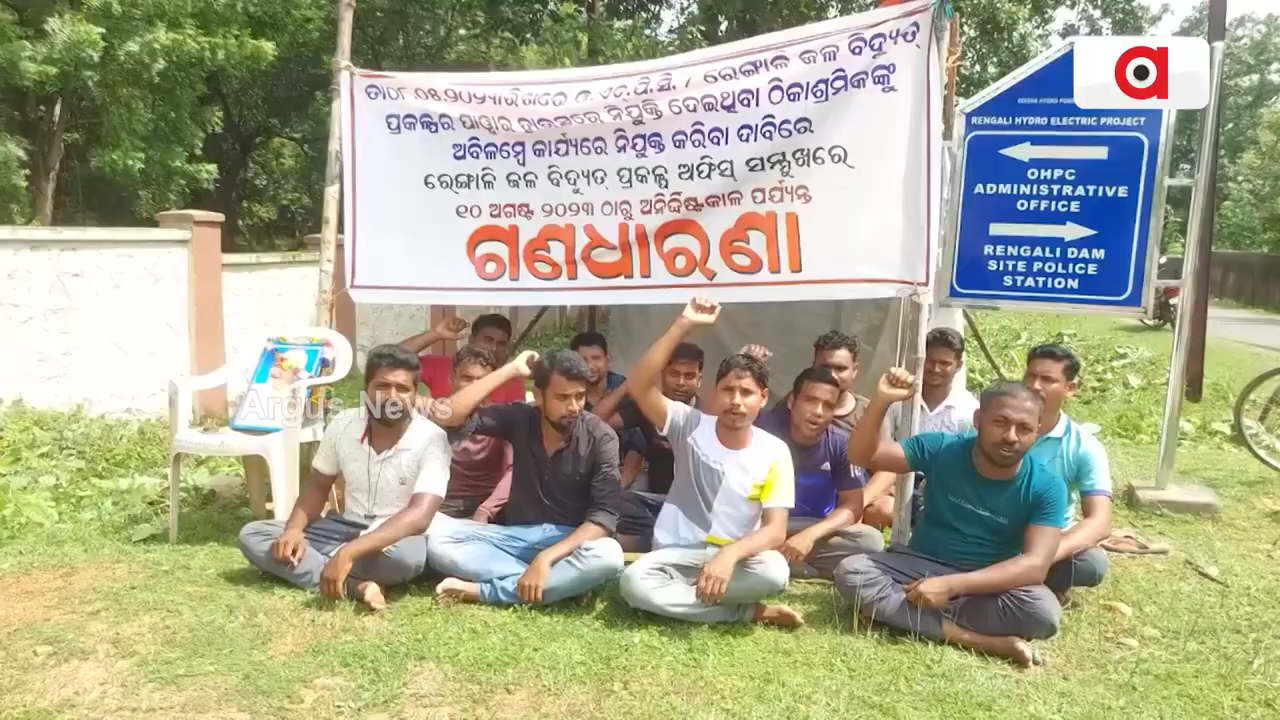 ରେଙ୍ଗାଳି ଜଳ ବିଦ୍ୟୁତ୍
ପ୍ରକଳ୍ପର ପାୱାର ହାଉସରେ ନିଯୁକ୍ତି ଦେଇଥିବା ଠିକାଶ୍ରମିକଙ୍କୁ
ଅବିଳମ୍ବେ କାର୍ଯ୍ୟରେ ନିଯୁକ୍ତ କରିବା ଦାବିରେ
ରେଙ୍ଗାଳି ଜଳ ବିଦ୍ୟୁତ୍ ପ୍ରକଳ୍ପ ଅଫିସ୍ ସମ୍ମୁଖରେ
୧୦ ଅଗଷ୍ଟ ୨୦୨୩ ଠାରୁ ଅନିର୍ଦ୍ଦିଷ୍ଟକାଳ ପର୍ଯ୍ୟନ୍ତ
ଗଣଧାରଣା
a
ODISHA HYDRO
RENGALI HYDRO ELECTRIC PROJECT
OHPC
ADMINISTRATIVE
OFFICE
RENGALI DAM
SITE POLICE
STATION
Argus News